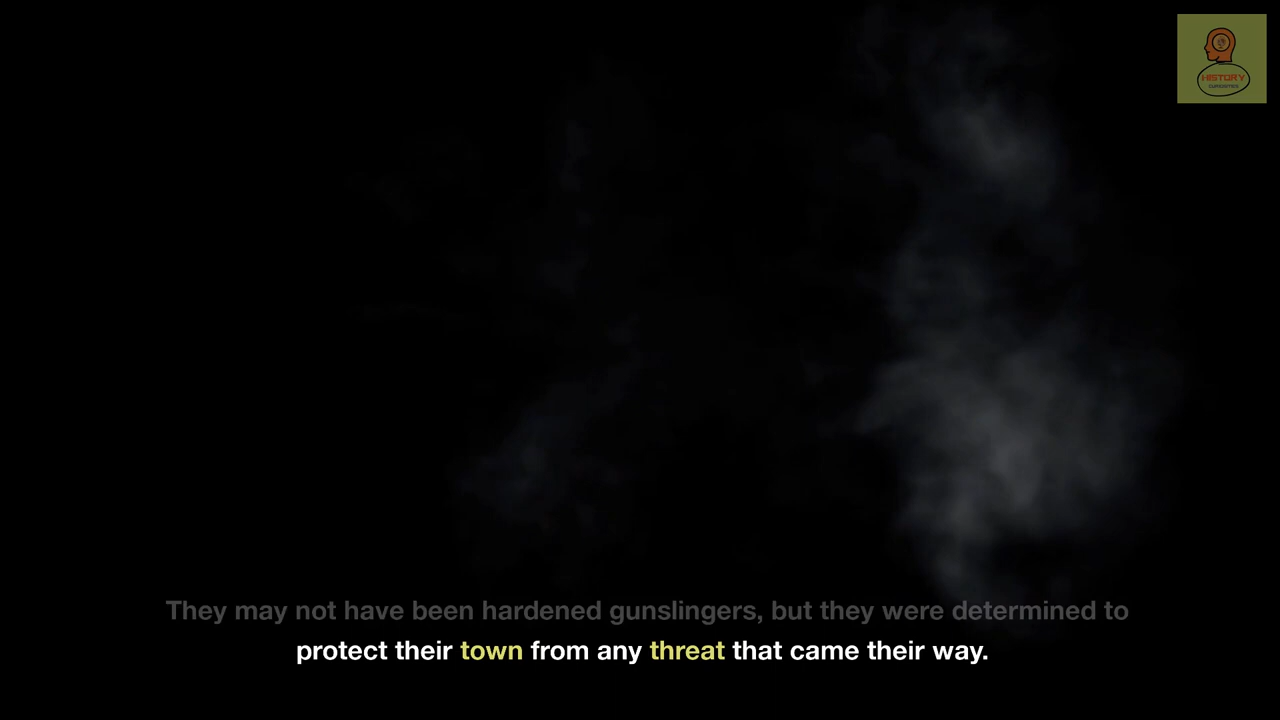 HISTORY
CURIOSITIES
They may not have been hardened gunslingers, but they were determined to
protect their town from any threat that came their way.